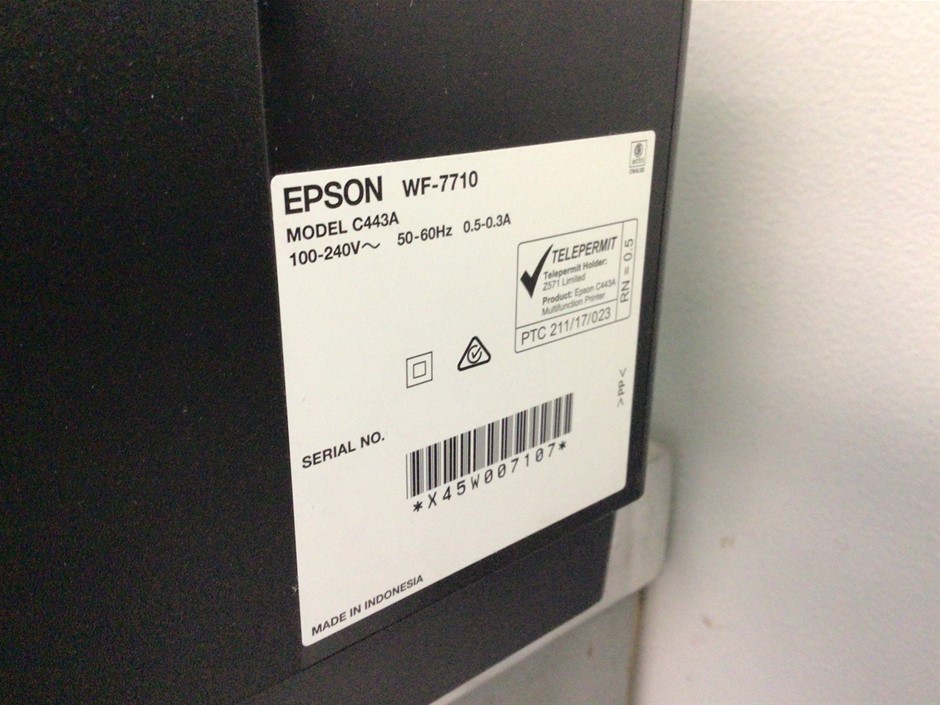 EPSON WF-7710
MODEL C443A
100-240V~ 50-60Hz 0.5-0.3A
TELEPERMIT
Telepermit Holder:
Z571 Limited
Product: Epson C443A
Multifunction Printer
PTC 211/17/023
RN = 0.5
>PP<
SERIAL NO.
*X45W007107*
MADE IN INDONESIA